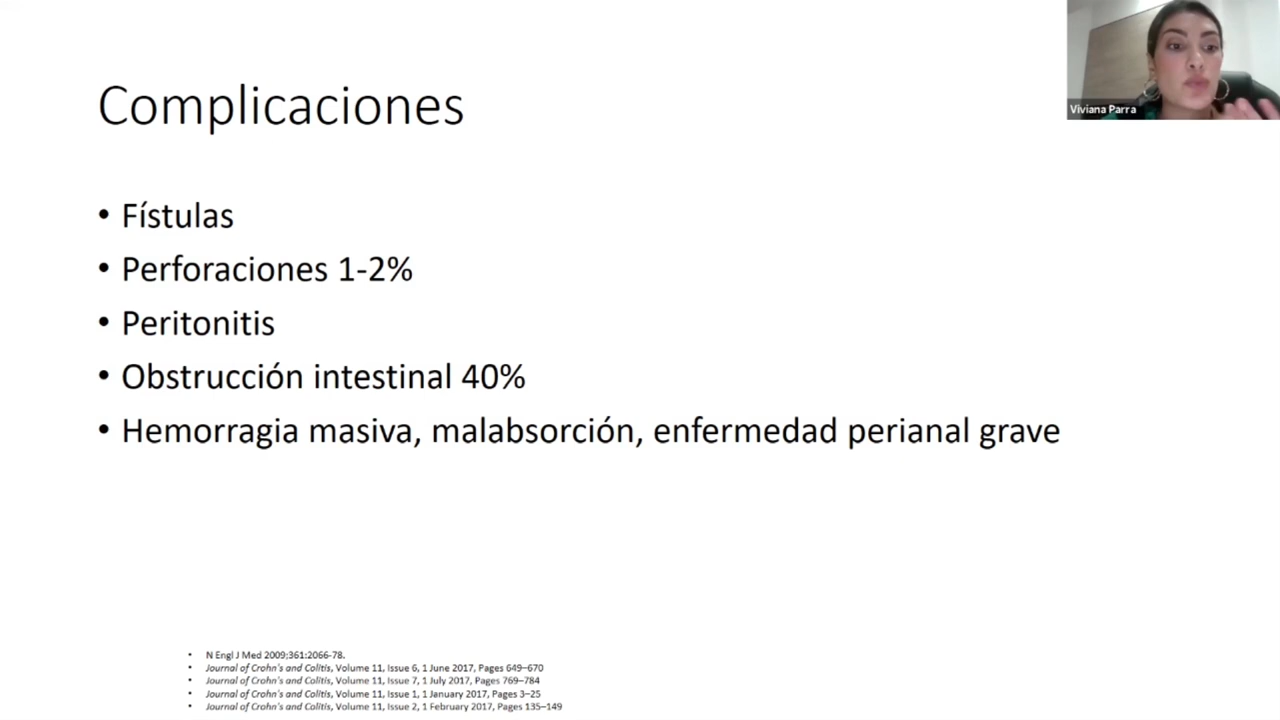 Complicaciones
Viviana Parra
• Fístulas
• Perforaciones 1-2%
• Peritonitis
• Obstrucción intestinal 40%
• Hemorragia masiva, malabsorción, enfermedad perianal grave
• N Engl J Med 2009;361:2066-78.
• Journal of Crohn's and Colitis, Volume 11, Issue 6, 1 June 2017, Pages 649–670
• Journal of Crohn's and Colitis, Volume 11, Issue 7, 1 July 2017, Pages 769–784
• Journal of Crohn's and Colitis, Volume 11, Issue 1, 1 January 2017, Pages 3–25
• Journal of Crohn's and Colitis, Volume 11, Issue 2, 1 February 2017, Pages 135–149